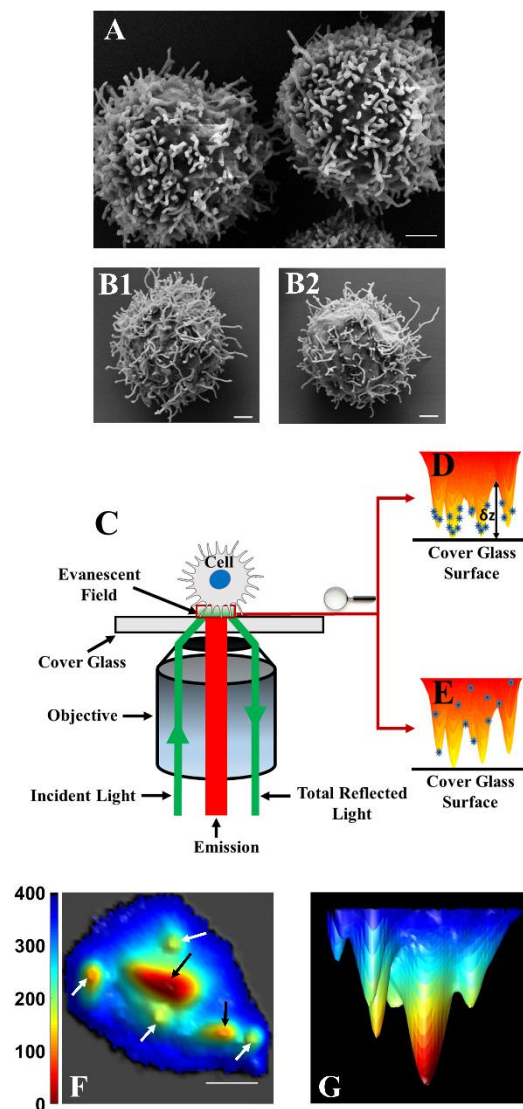 A
B1
B2
C
Cell
Evanescent
Field
Cover Glass
Objective
Incident Light
Total Reflected
Light
Emission
D
δz
Cover Glass
Surface
E
Cover Glass
Surface
400
300
200
100
0
F
G